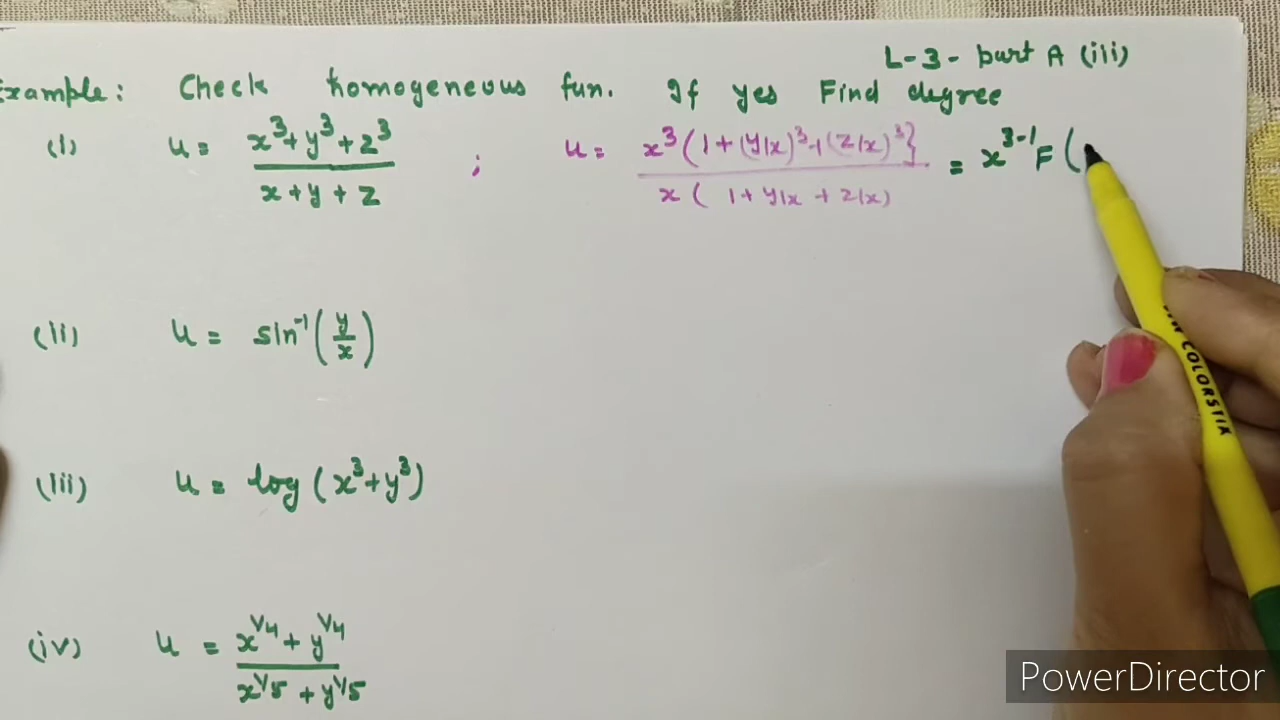 L-3- part A (iii)
Example: Check homogeneous fun. If yes Find degree
(i) u = x³+y³+z³ / x+y+z ; u = x³(1+(y/x)³+(z/x)³} / x( 1+y/x+z/x) = x³⁻¹F(
(ii) u = sin⁻¹(y/x)
(iii) u = log(x³+y³)
(iv) u = x^1/4+y^1/4 / x^1/5+y^1/5
COLORSTIX
PowerDirector